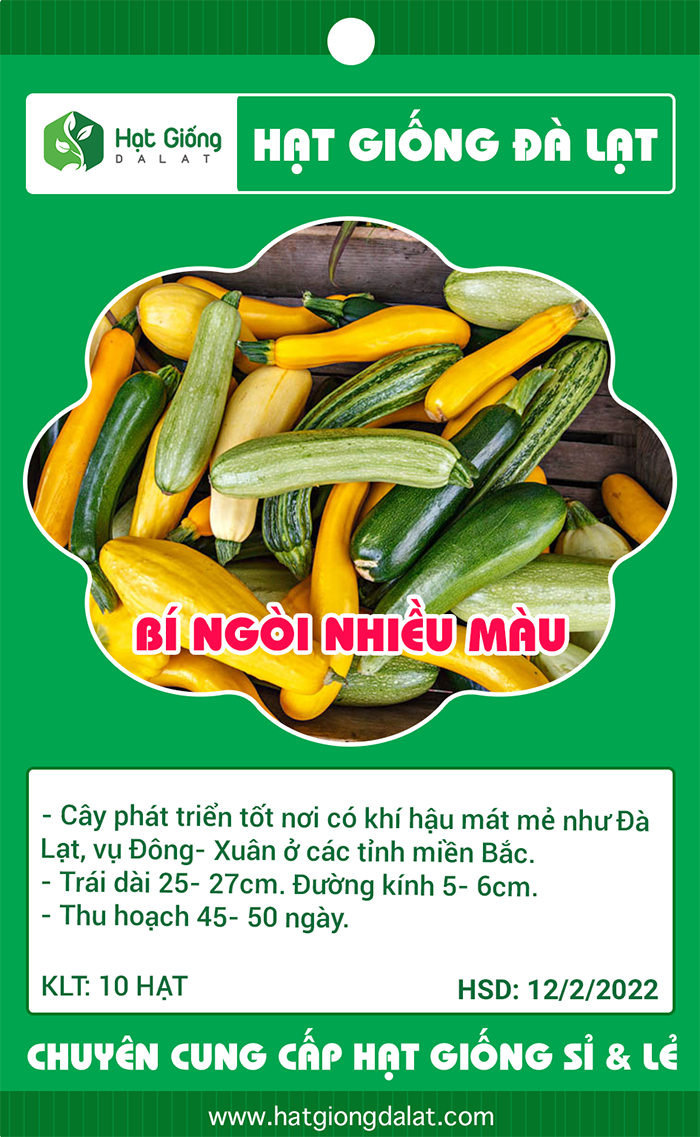 Hạt Giống
DALAT
HẠT GIỐNG ĐÀ LẠT
BÍ NGÒI NHIỀU MÀU
- Cây phát triển tốt nơi có khí hậu mát mẻ như Đà
Lạt, vụ Đông- Xuân ở các tỉnh miền Bắc.
- Trái dài 25- 27cm. Đường kính 5- 6cm.
- Thu hoạch 45- 50 ngày.
KLT: 10 HẠT
HSD: 12/2/2022
CHUYÊN CUNG CẤP HẠT GIỐNG SỈ & LẺ
www.hatgiongdalat.com